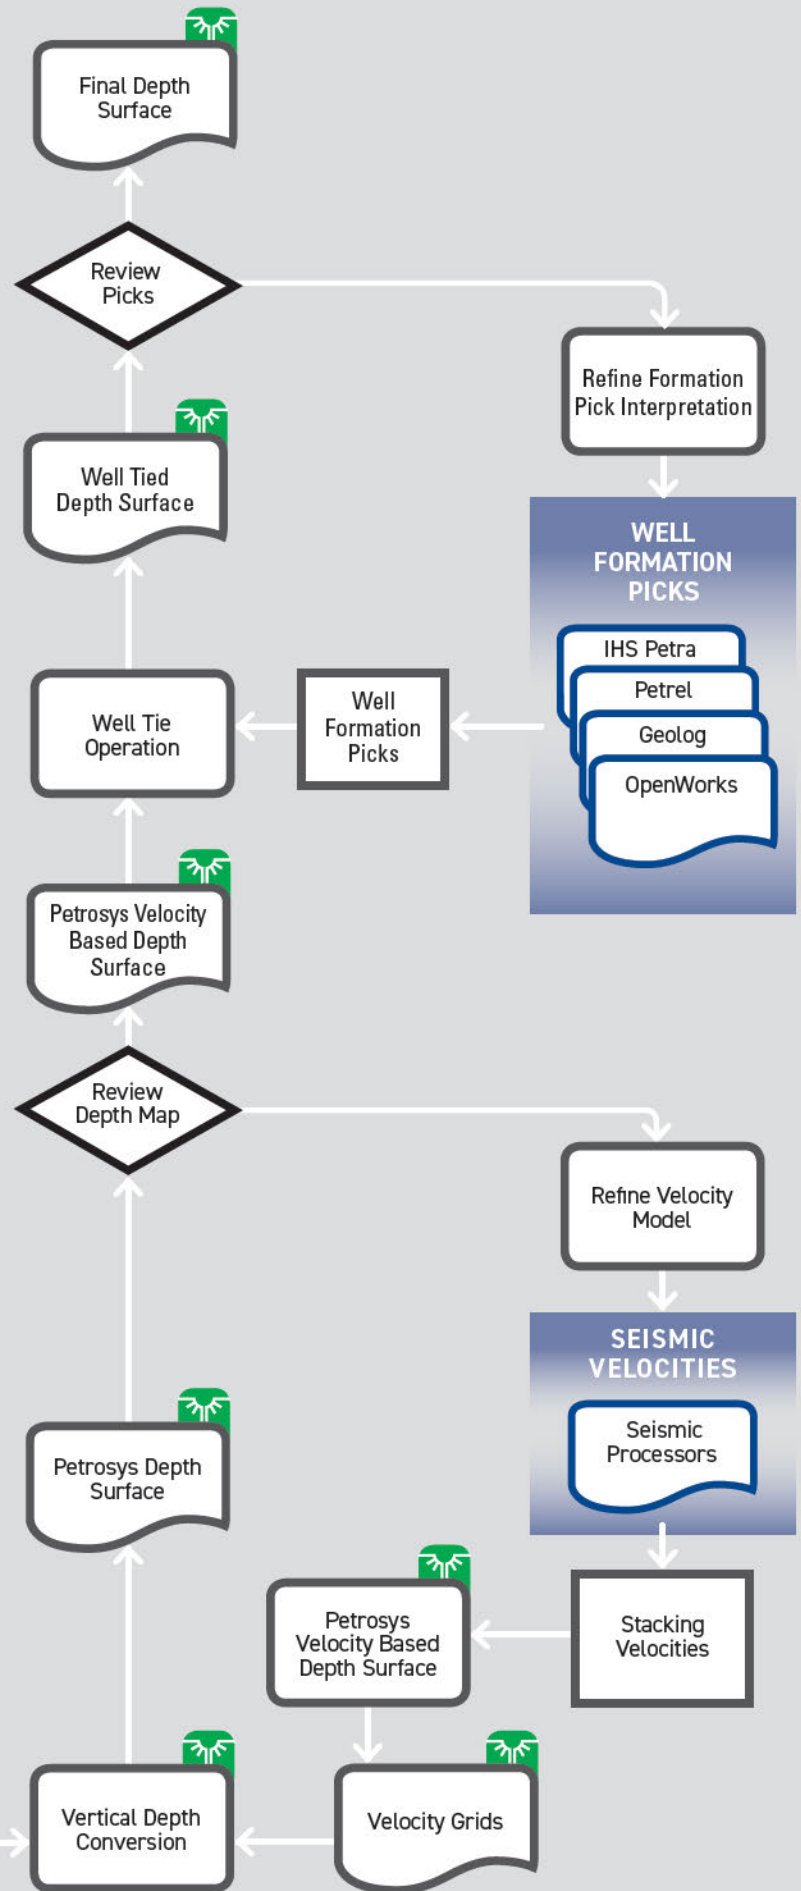 Final Depth
Surface
Review
Picks
Refine Formation
Pick Interpretation
Well Tied
Depth Surface
WELL
FORMATION
PICKS
IHS Petra
Petrel
Geolog
OpenWorks
Well
Formation
Picks
Well Tie
Operation
Petrosys Velocity
Based Depth
Surface
Review
Depth Map
Refine Velocity
Model
SEISMIC
VELOCITIES
Seismic
Processors
Petrosys Depth
Surface
Stacking
Velocities
Petrosys
Velocity Based
Depth Surface
Vertical Depth
Conversion
Velocity Grids